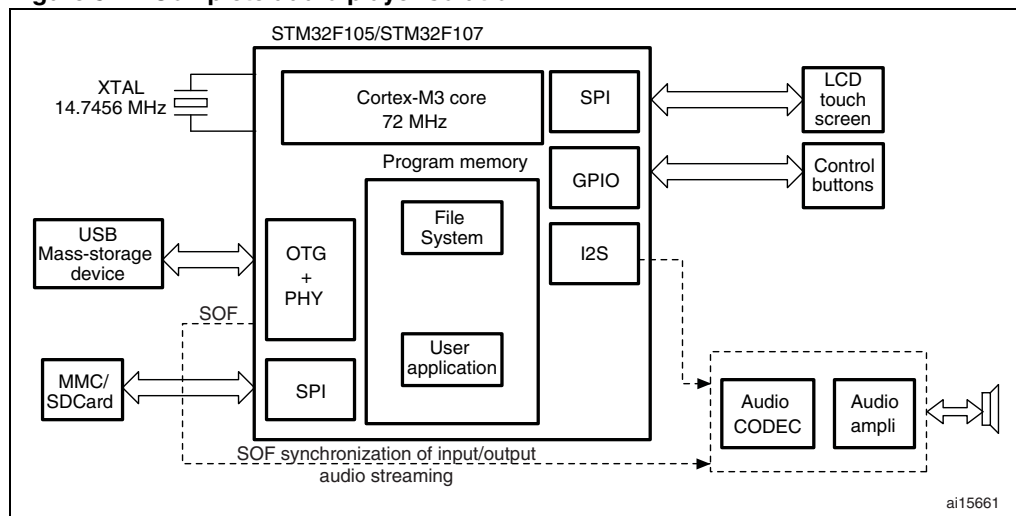 STM32F105/STM32F107
XTAL
14.7456 MHz
Cortex-M3 core
72 MHz
SPI
LCD
touch
screen
Program memory
GPIO
Control
buttons
File
System
I2S
USB
Mass-storage
device
OTG
+
PHY
SOF
User
application
MMC/
SDCard
SPI
Audio
CODEC
Audio
ampli
SOF synchronization of input/output
audio streaming
ai15661